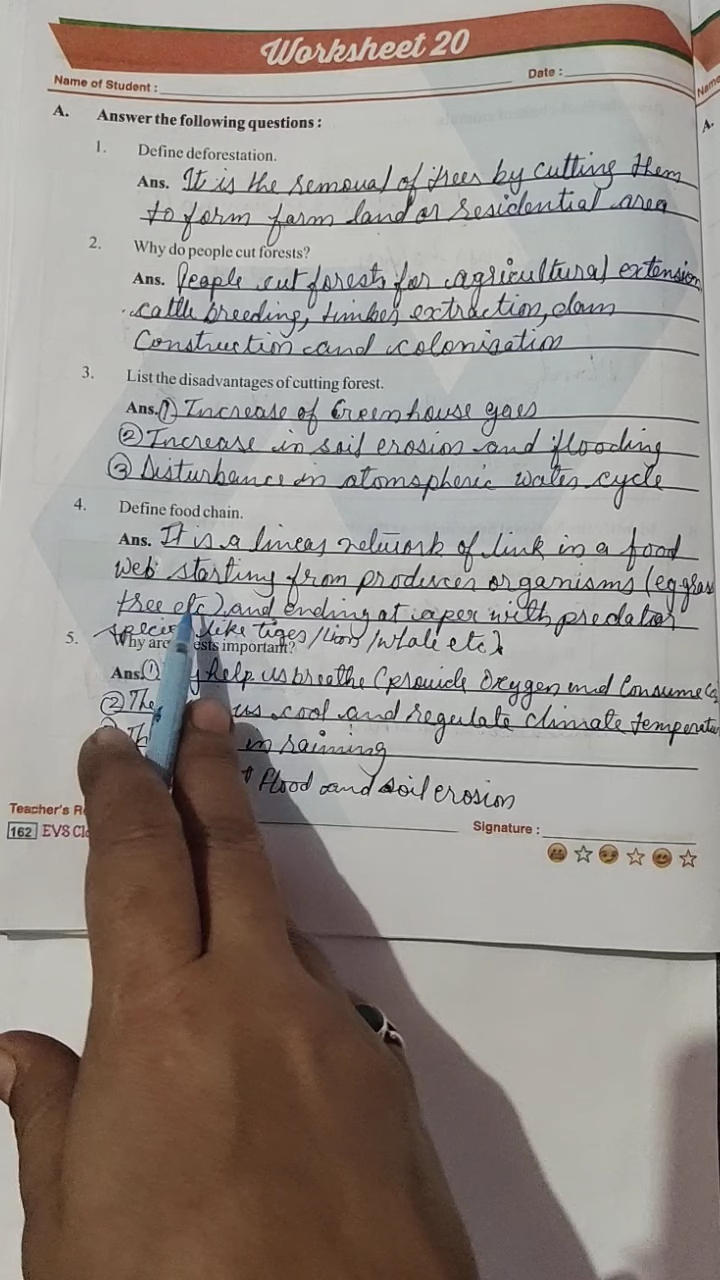 Worksheet 20
Name of Student : Date :
A. Answer the following questions :
1. Define deforestation.
Ans. It is the removal of trees by cutting them
to form farm land or residential area
2. Why do people cut forests?
Ans. People cut forests for agricultural extension,
cattle breeding, timber extraction, dam
Construction and colonisation
3. List the disadvantages of cutting forest.
Ans. ① Increase of Greenhouse gaes
② Increase in soil erosion and flooding
③ Disturbance in atomspheric water cycle
4. Define food chain.
Ans. It is a linear network of link in a food
web starting from producer organisms (eg grass
tree etc) and ending at aper with predator
species like tiger/lion/whale etc)
5. Why are ests important?
Ans. ① y help us breathe (provide Oxygen and Consume
② The us cool and regulate climate temperatur
Th in raining
flood and soil erosion
Teacher's R Signature :
162 EVS Cl
A.